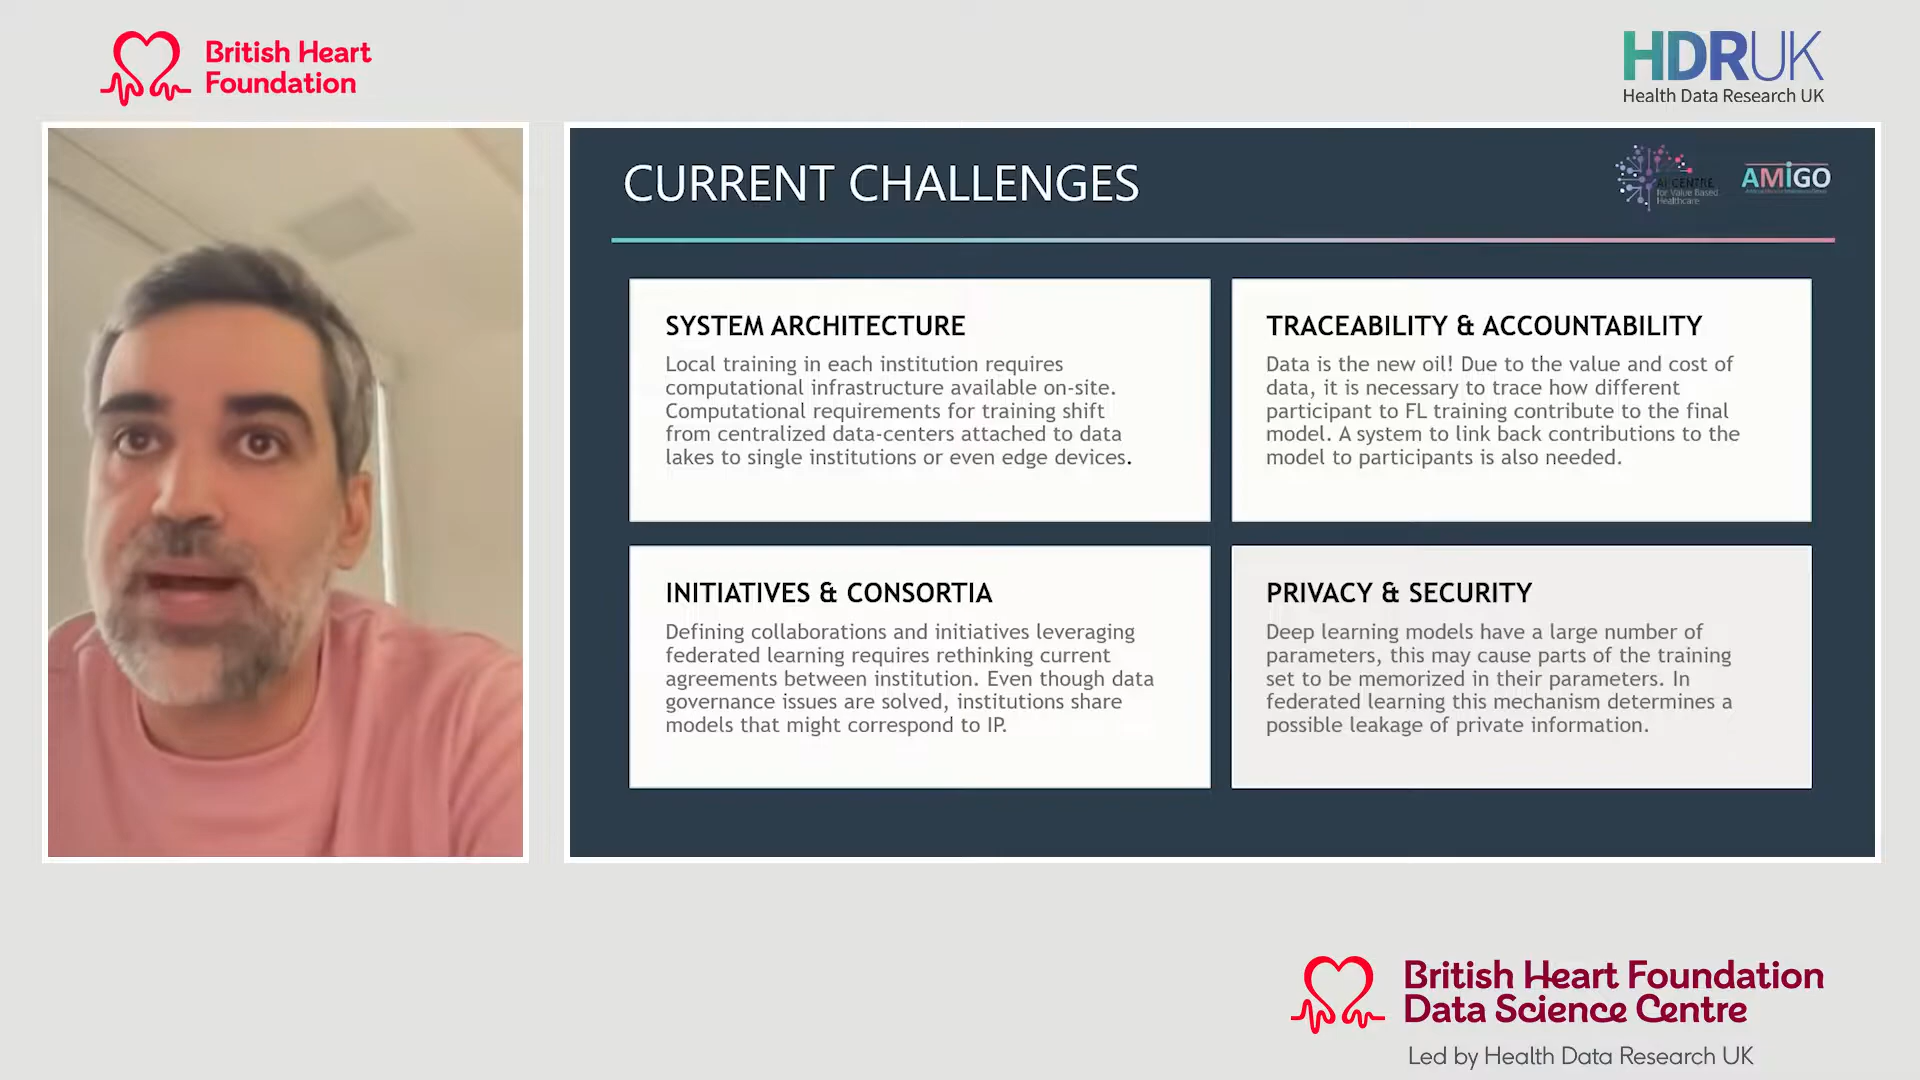 British Heart
Foundation
HDRUK
Health Data Research UK
CURRENT CHALLENGES
AI CENTRE
for Value Based
Healthcare
AMIGO
SYSTEM ARCHITECTURE
Local training in each institution requires
computational infrastructure available on-site.
Computational requirements for training shift
from centralized data-centers attached to data
lakes to single institutions or even edge devices.
TRACEABILITY & ACCOUNTABILITY
Data is the new oil! Due to the value and cost of
data, it is necessary to trace how different
participant to FL training contribute to the final
model. A system to link back contributions to the
model to participants is also needed.
INITIATIVES & CONSORTIA
Defining collaborations and initiatives leveraging
federated learning requires rethinking current
agreements between institution. Even though data
governance issues are solved, institutions share
models that might correspond to IP.
PRIVACY & SECURITY
Deep learning models have a large number of
parameters, this may cause parts of the training
set to be memorized in their parameters. In
federated learning this mechanism determines a
possible leakage of private information.
British Heart Foundation
Data Science Centre
Led by Health Data Research UK